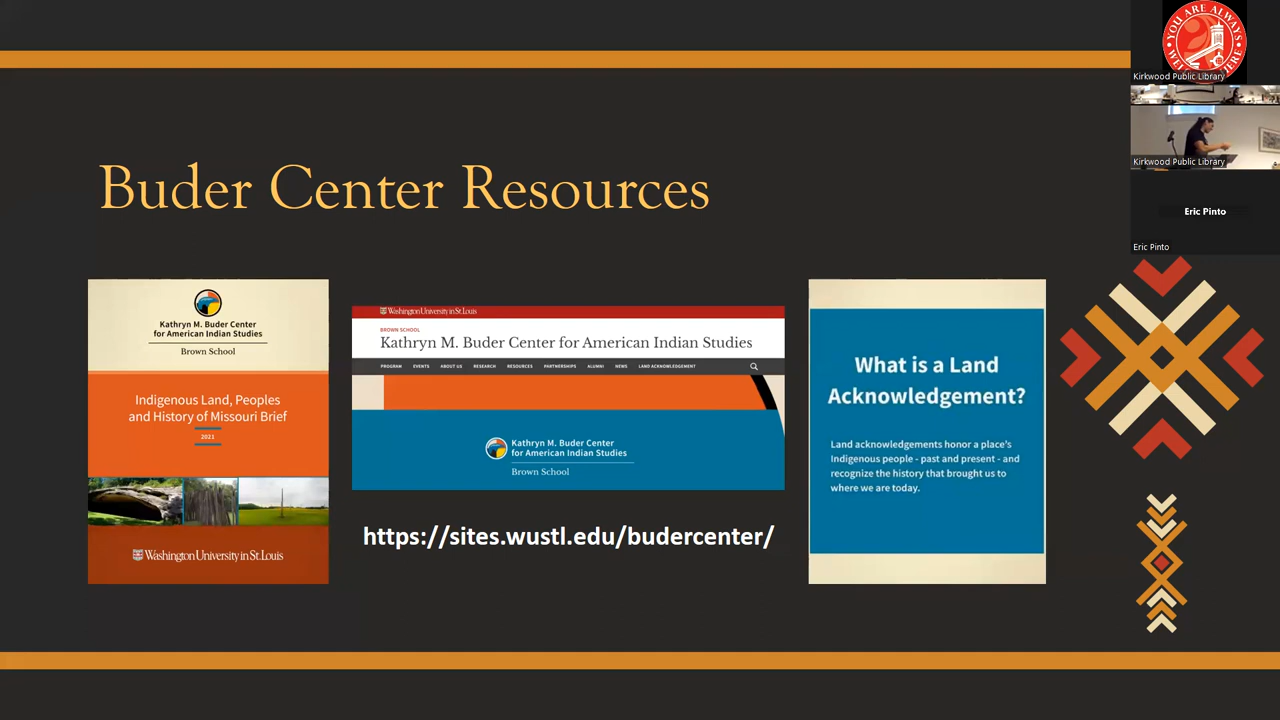 Buder Center Resources
Kathryn M. Buder Center
for American Indian Studies
Brown School
Indigenous Land, Peoples
and History of Missouri Brief
2021
Washington University in St. Louis
Washington University in St. Louis
BROWN SCHOOL
Kathryn M. Buder Center for American Indian Studies
PROGRAM EVENTS ABOUT US RESEARCH RESOURCES PARTNERSHIPS ALUMNI NEWS LAND ACKNOWLEDGEMENT
Kathryn M. Buder Center
for American Indian Studies
Brown School
https://sites.wustl.edu/budercenter/
What is a Land
Acknowledgement?
Land acknowledgements honor a place's
Indigenous people - past and present - and
recognize the history that brought us to
where we are today.
YOU ARE ALWAYS
Kirkwood Public Library
Kirkwood Public Library
Eric Pinto
Eric Pinto